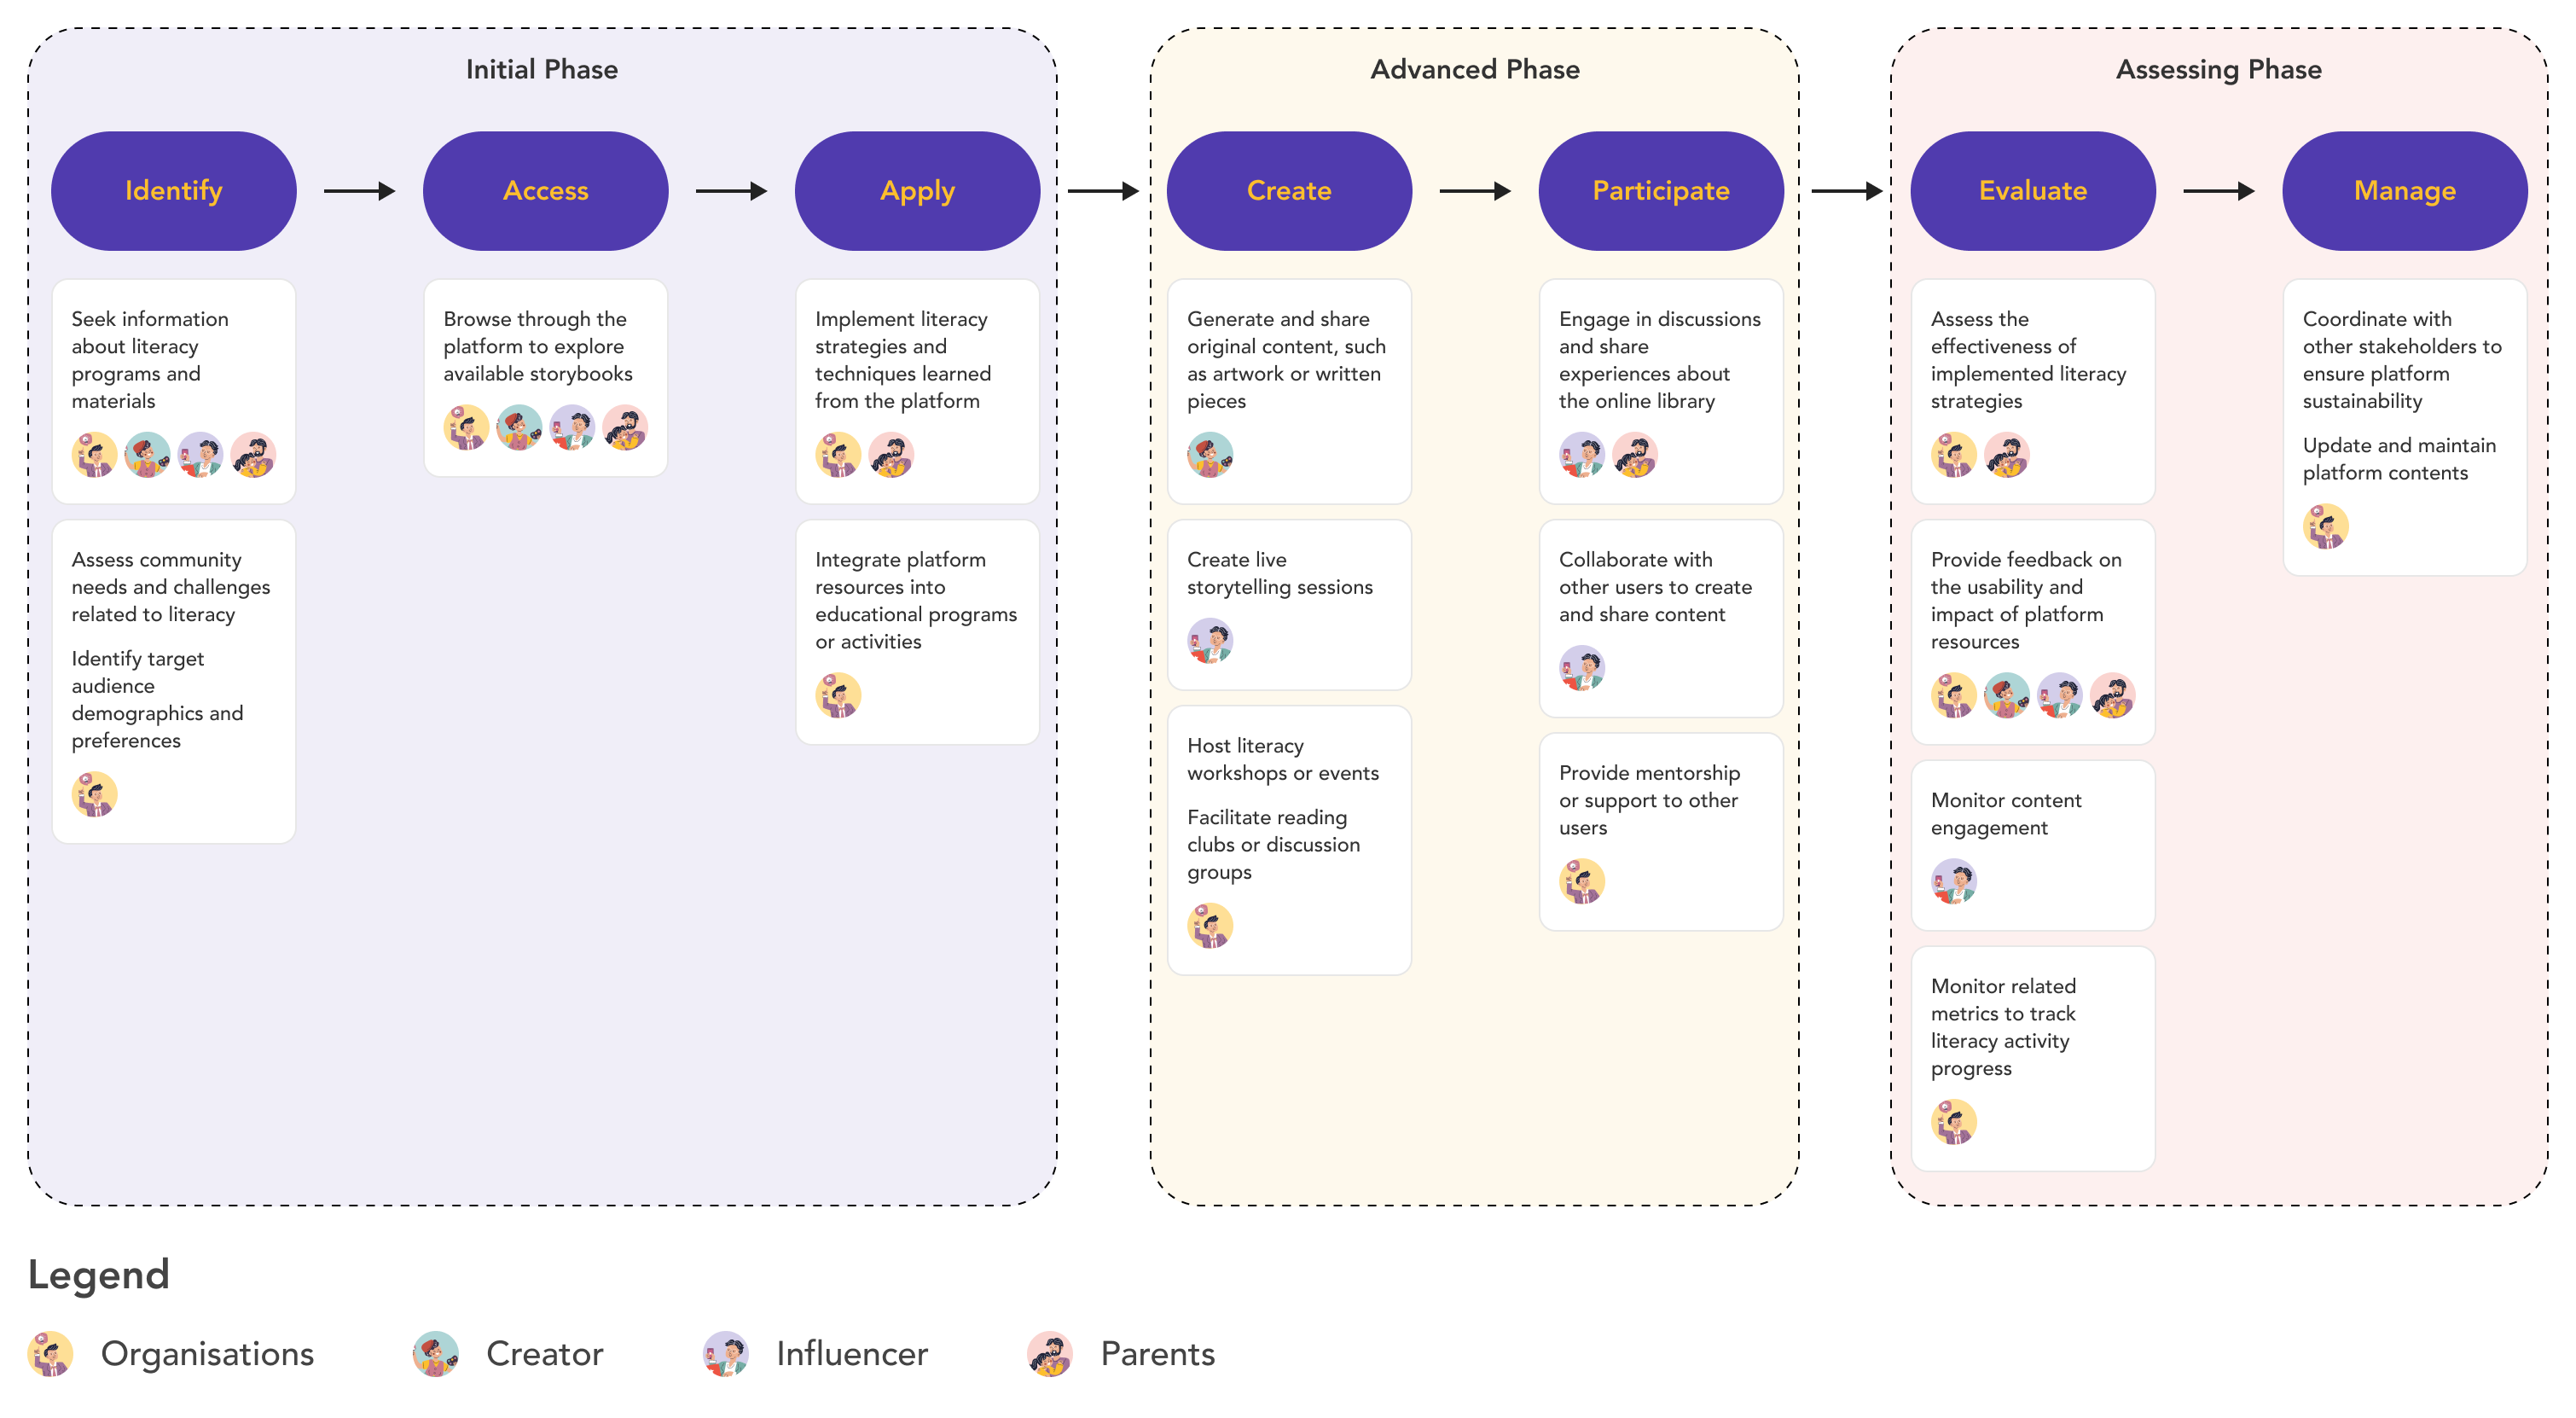 Initial Phase
Identify
Access
Apply
Seek information
about literacy
programs and
materials
Assess community
needs and challenges
related to literacy
Identify target
audience
demographics and
preferences
Browse through the
platform to explore
available storybooks
Implement literacy
strategies and
techniques learned
from the platform
Integrate platform
resources into
educational programs
or activities
Advanced Phase
Create
Participate
Generate and share
original content, such
as artwork or written
pieces
Create live
storytelling sessions
Host literacy
workshops or events
Facilitate reading
clubs or discussion
groups
Engage in discussions
and share
experiences about
the online library
Collaborate with
other users to create
and share content
Provide mentorship
or support to other
users
Assessing Phase
Evaluate
Manage
Assess the
effectiveness of
implemented literacy
strategies
Provide feedback on
the usability and
impact of platform
resources
Monitor content
engagement
Monitor related
metrics to track
literacy activity
progress
Coordinate with
other stakeholders to
ensure platform
sustainability
Update and maintain
platform contents
Legend
Organisations
Creator
Influencer
Parents